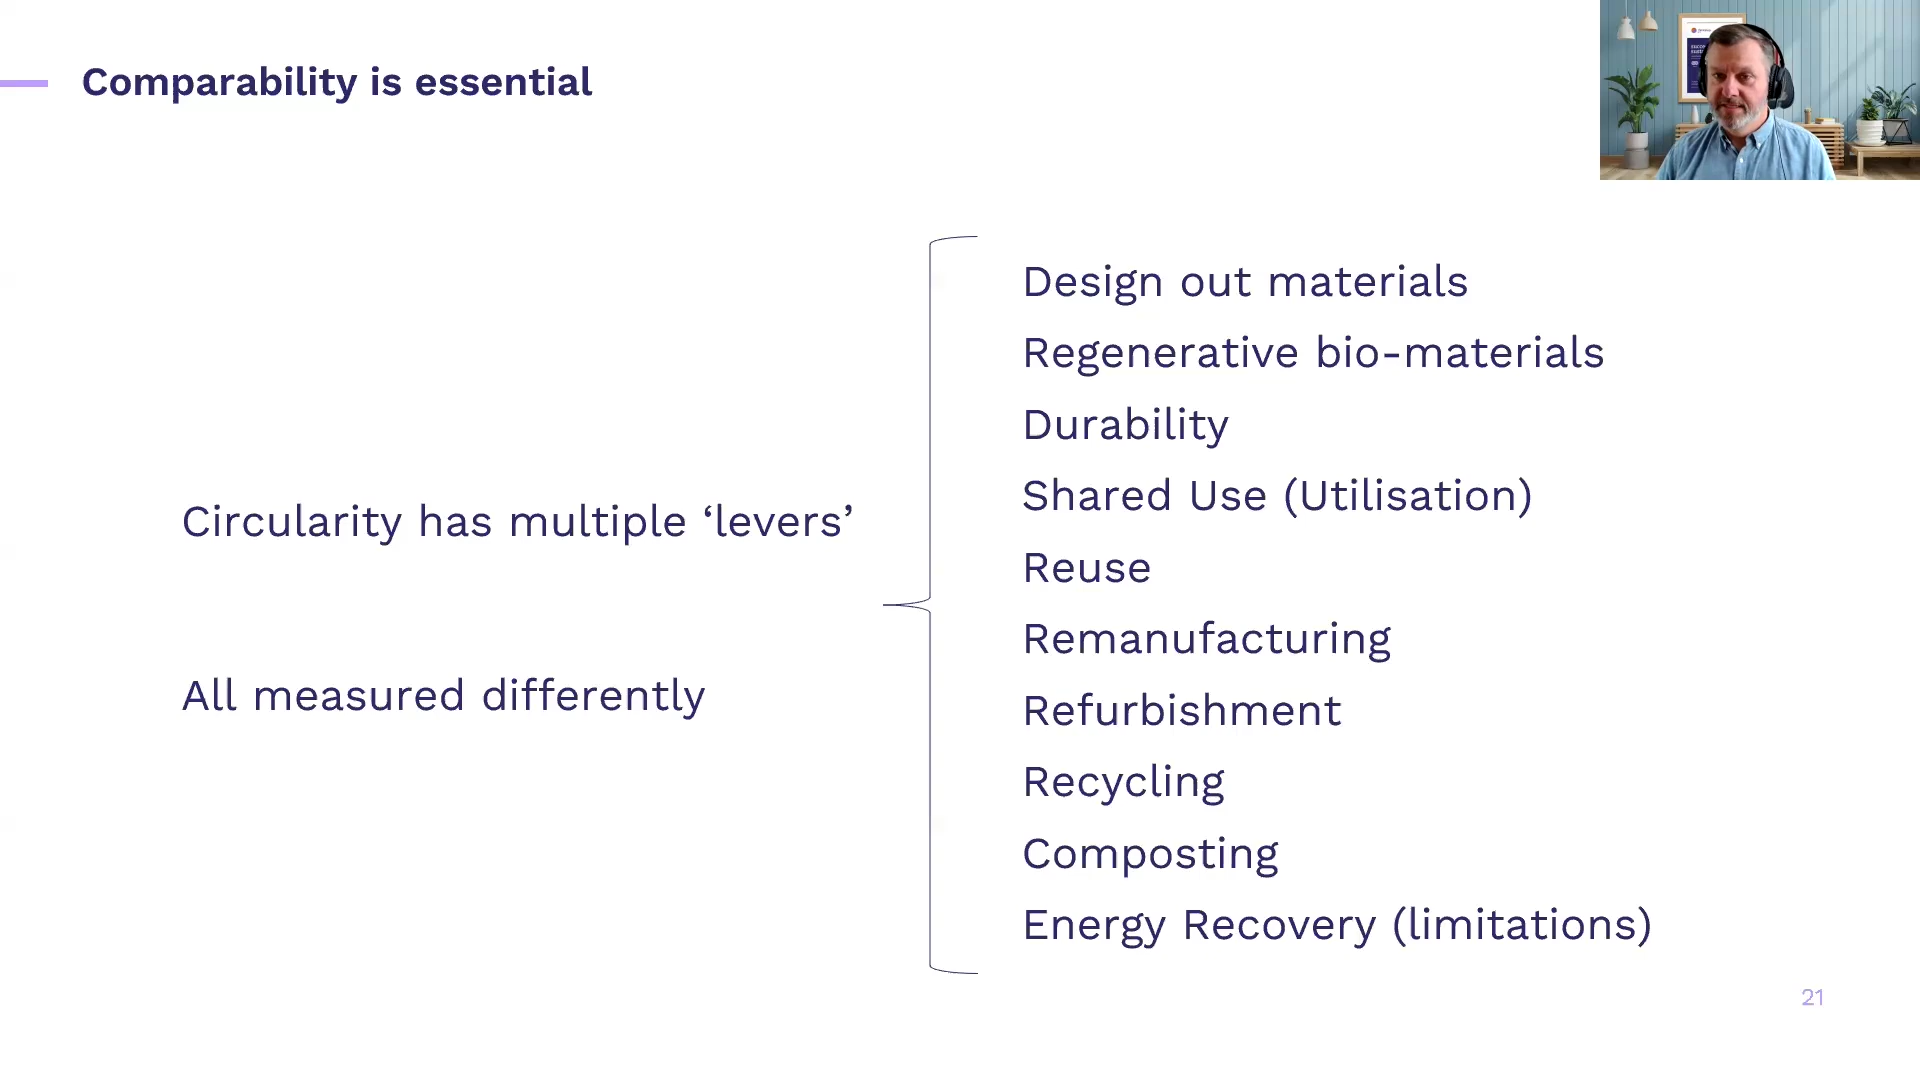 Comparability is essential
Circularity has multiple ‘levers’
All measured differently
Design out materials
Regenerative bio-materials
Durability
Shared Use (Utilisation)
Reuse
Remanufacturing
Refurbishment
Recycling
Composting
Energy Recovery (limitations)
21